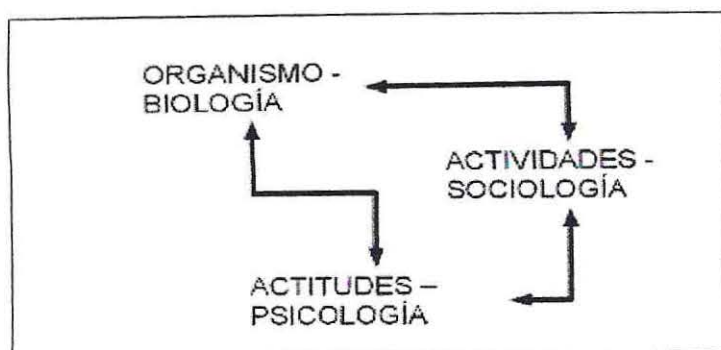 ORGANISMO -
BIOLOGÍA
ACTIVIDADES -
SOCIOLOGÍA
ACTITUDES –
PSICOLOGÍA